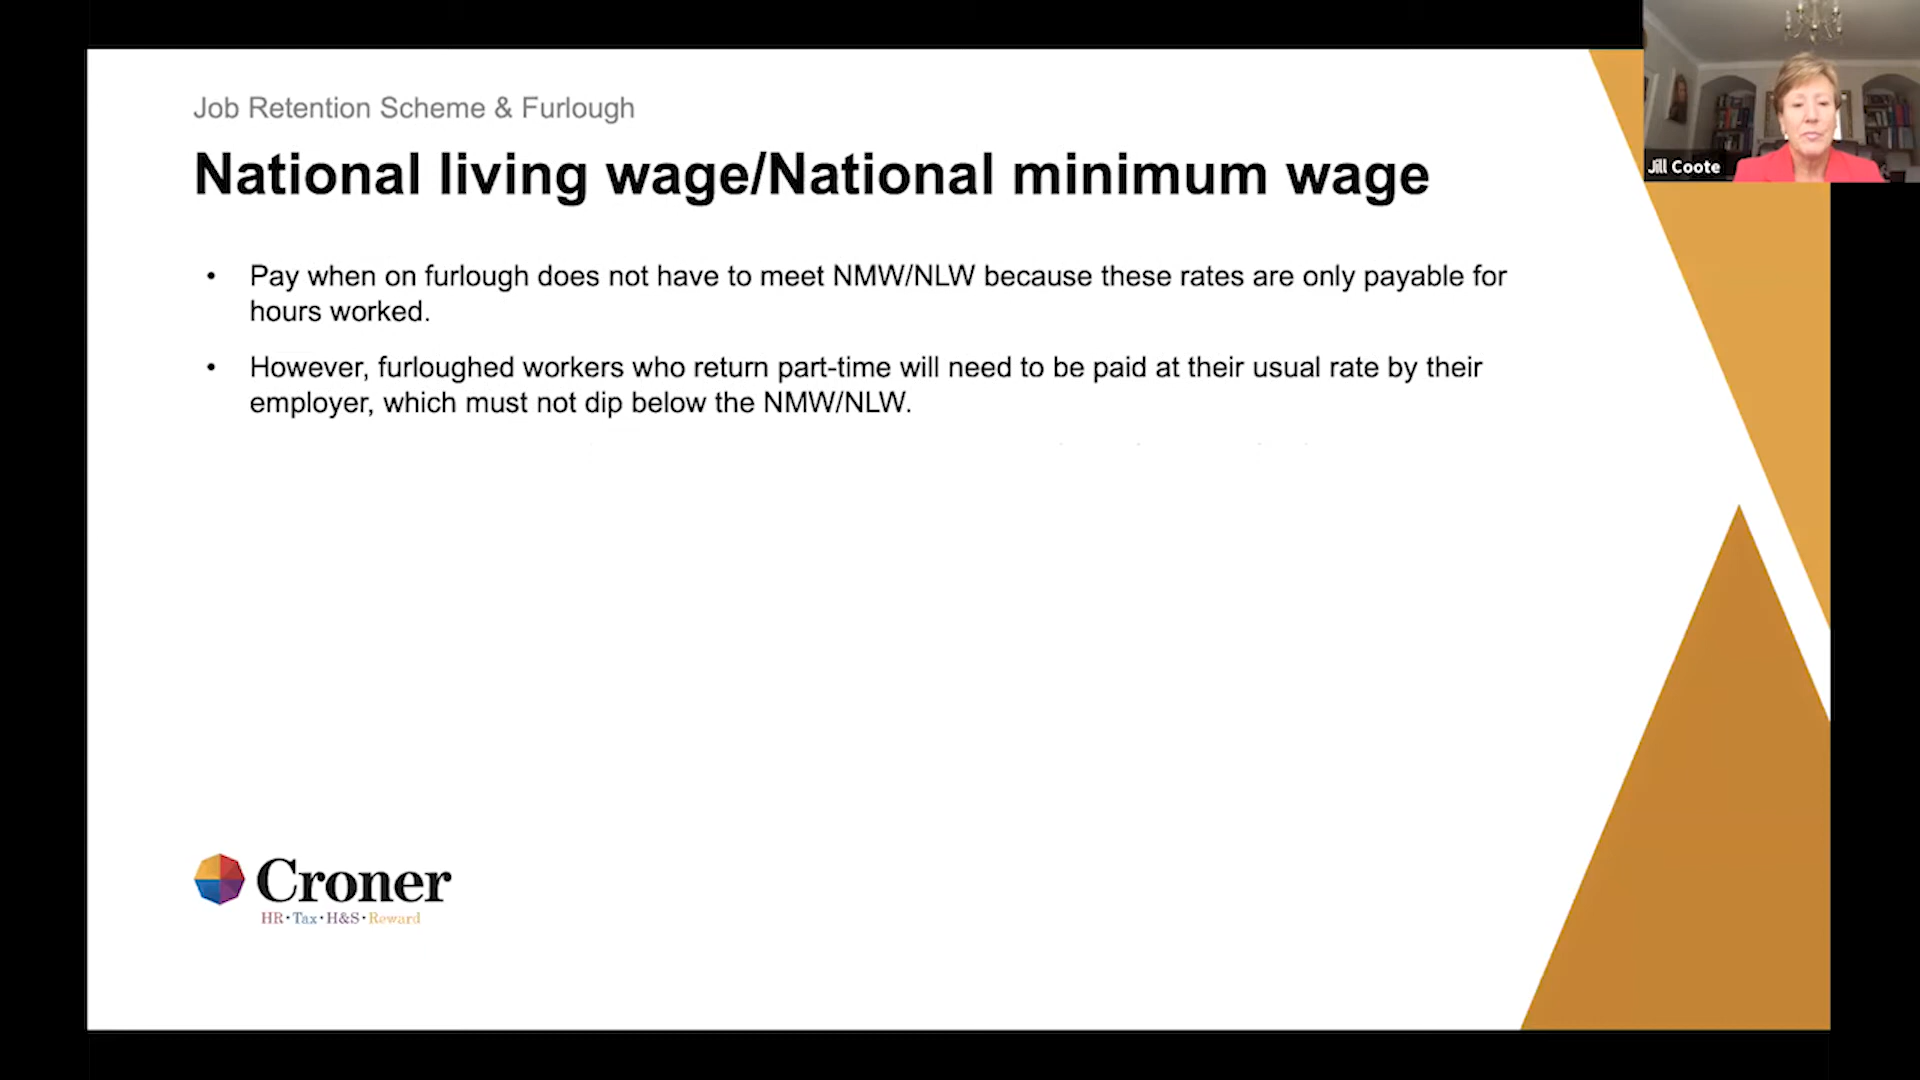 Job Retention Scheme & Furlough
National living wage/National minimum wage
Jill Coote
• Pay when on furlough does not have to meet NMW/NLW because these rates are only payable for
hours worked.
• However, furloughed workers who return part-time will need to be paid at their usual rate by their
employer, which must not dip below the NMW/NLW.
Croner
HR•Tax•H&S•Reward